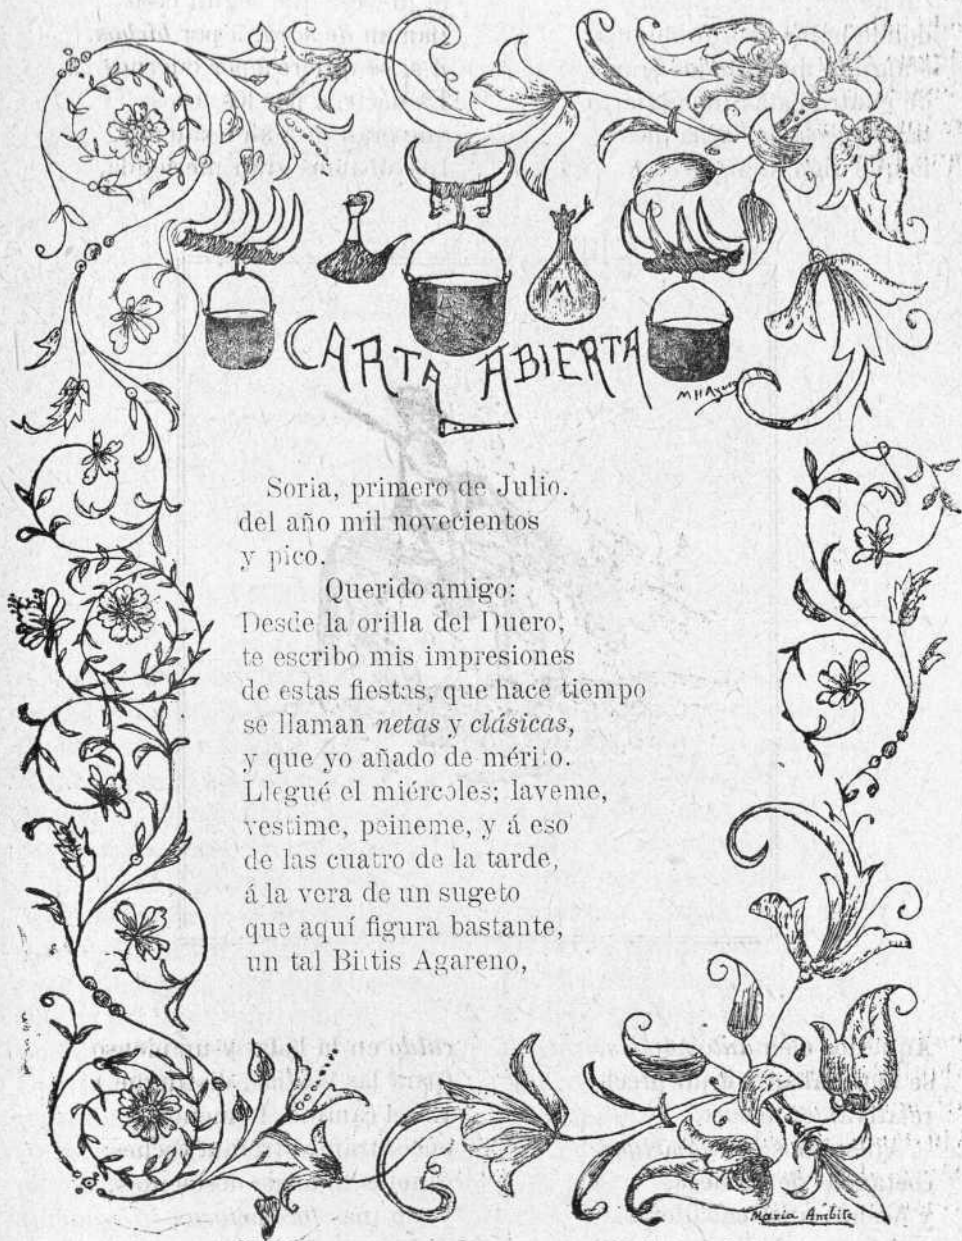 M
CARTA ABIERTA
Soria, primero de Julio.
del año mil novecientos
y pico.
Querido amigo:
Desde la orilla del Duero,
te escribo mis impresiones
de estas fiestas, que hace tiempo
se llaman netas y clásicas,
y que yo añado de mérito.
Llegué el miércoles; laveme,
vestime, peineme, y á eso
de las cuatro de la tarde,
á la vera de un sugeto
que aquí figura bastante,
un tal Bitis Agareno,
Maria Ambite